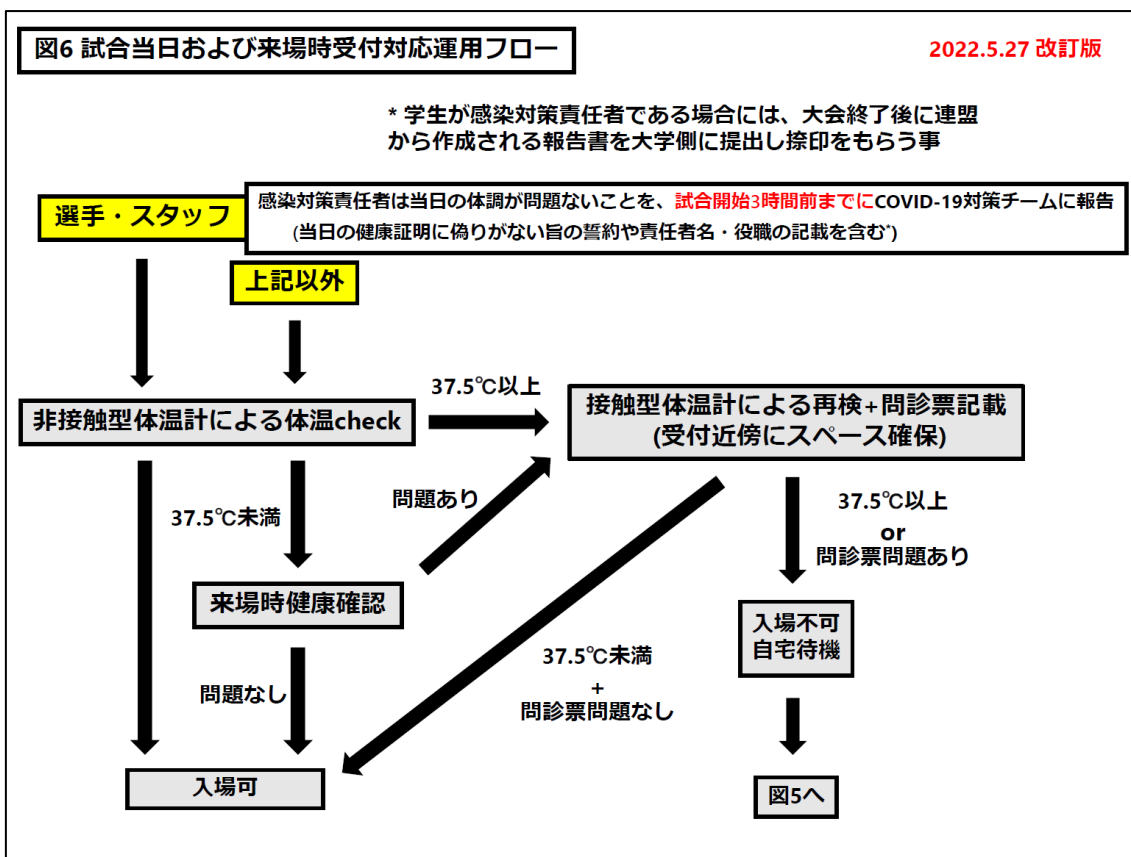 図6 試合当日および来場時受付対応運用フロー
2022.5.27 改訂版
* 学生が感染対策責任者である場合には、大会終了後に連盟
から作成される報告書を大学側に提出し捺印をもらう事
選手・スタッフ
感染対策責任者は当日の体調が問題ないことを、試合開始3時間前までにCOVID-19対策チームに報告
(当日の健康証明に偽りがない旨の誓約や責任者名・役職の記載を含む*)
上記以外
非接触型体温計による体温check
37.5℃以上
接触型体温計による再検+問診票記載
(受付近傍にスペース確保)
37.5℃未満
問題あり
37.5℃以上
or
問診票問題あり
来場時健康確認
入場不可
自宅待機
37.5℃未満
+
問診票問題なし
問題なし
入場可
図5へ